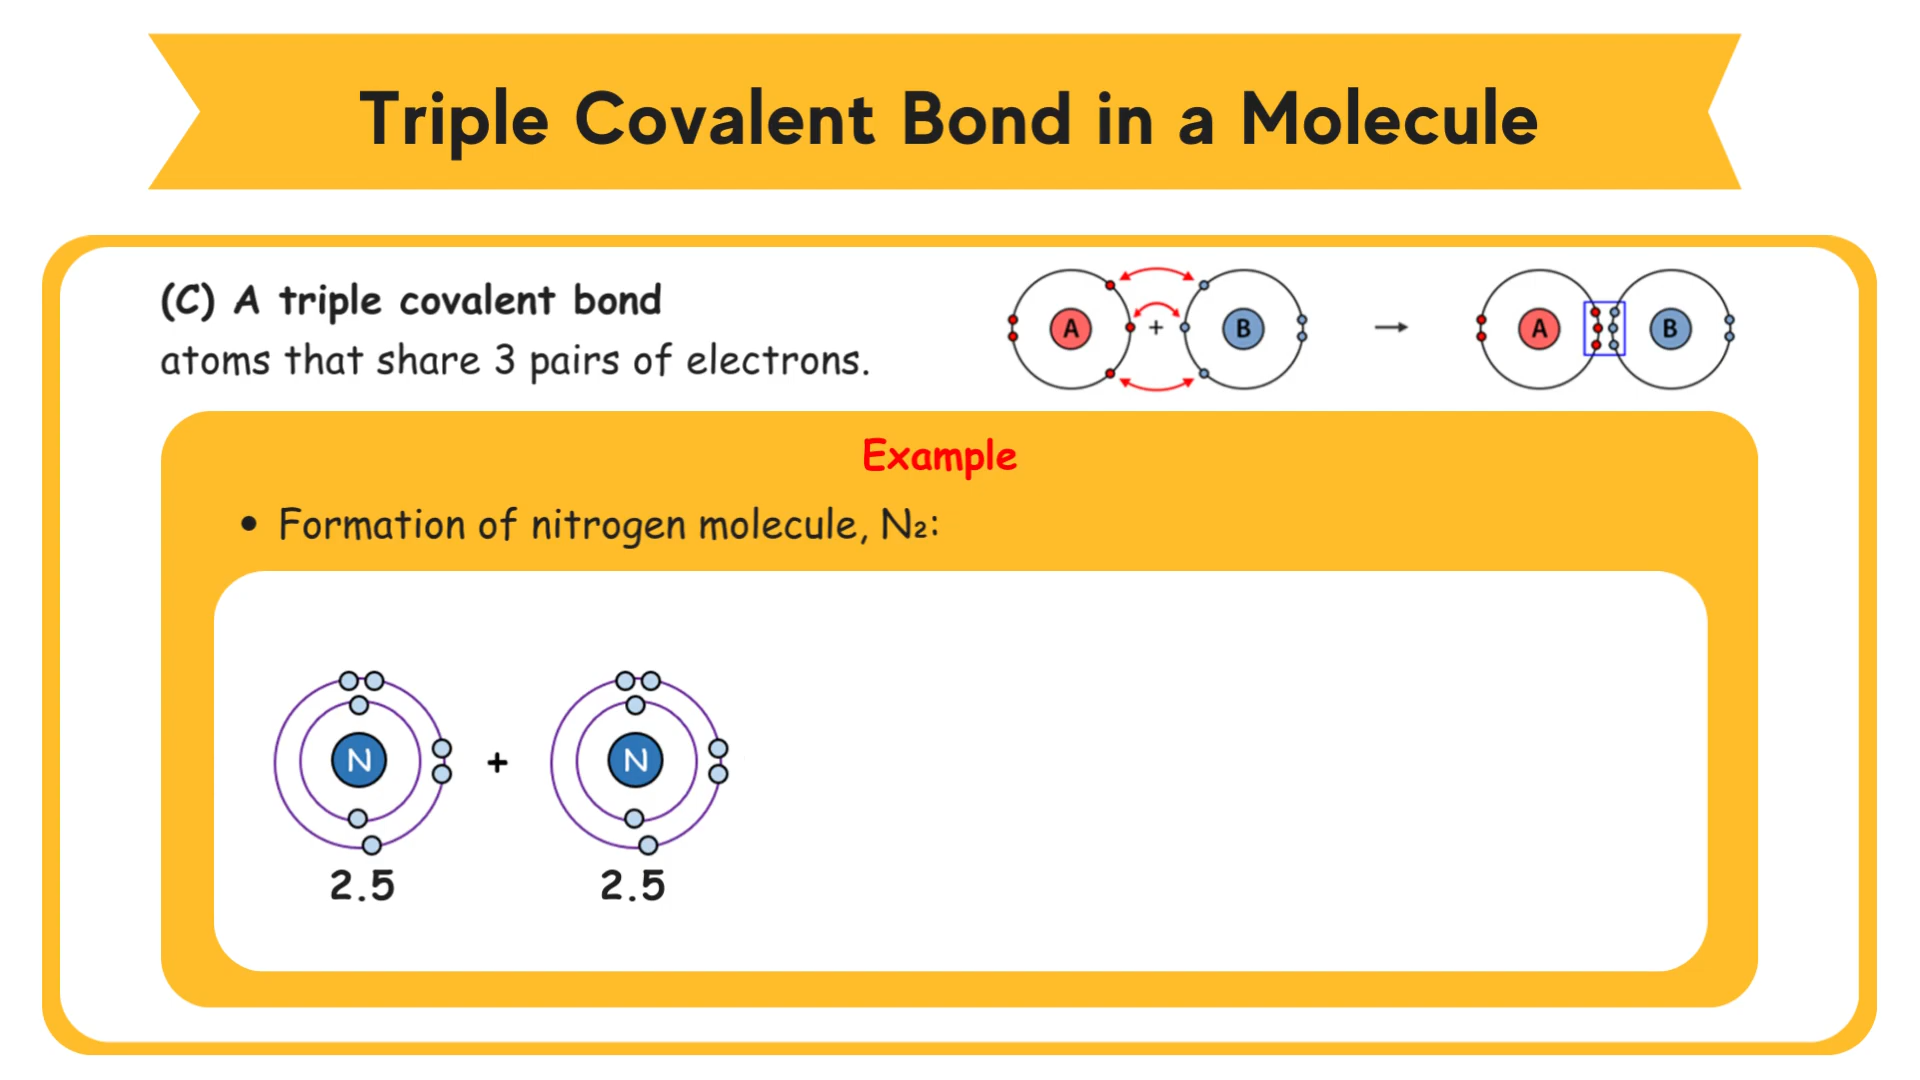 Triple Covalent Bond in a Molecule
(C) A triple covalent bond
atoms that share 3 pairs of electrons.
A + B → A B
Example
• Formation of nitrogen molecule, N₂:
N + N
2.5 2.5